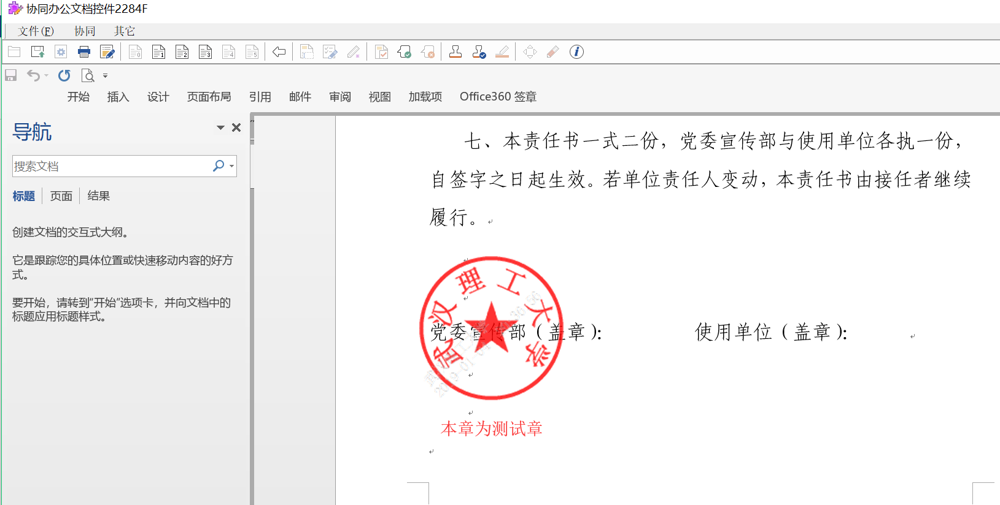 协同办公文档控件2284F
文件(F) 协同 其它
开始 插入 设计 页面布局 引用 邮件 审阅 视图 加载项 Office360 签章
导航
搜索文档
标题 页面 结果
创建文档的交互式大纲。
它是跟踪您的具体位置或快速移动内容的好方
式。
要开始，请转到“开始”选项卡，并向文档中的
标题应用标题样式。
七、本责任书一式二份，党委宣传部与使用单位各执一份，
自签字之日起生效。若单位责任人变动，本责任书由接任者继续
履行。
武汉理工大学
党委宣传部（盖章）： 使用单位（盖章）：
本章为测试章